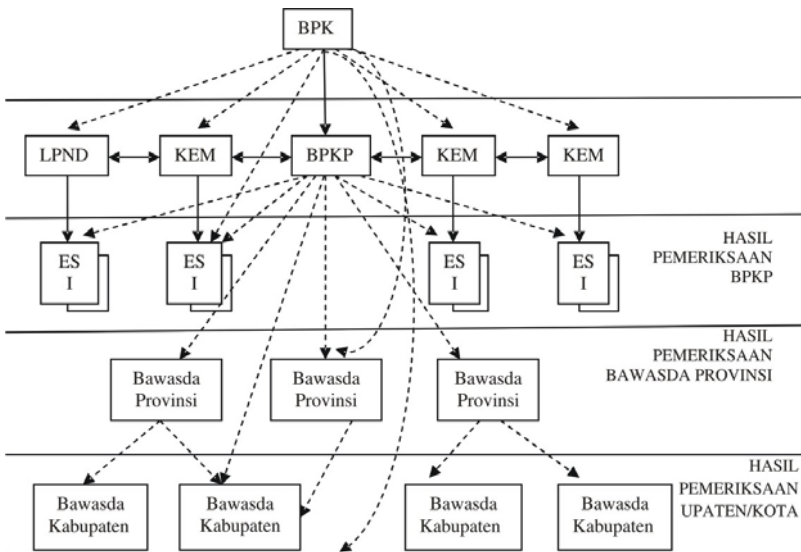 BPK
LPND
KEM
BPKP
KEM
KEM
HASIL
PEMERIKSAAN
BPKP
ES
I
ES
I
ES
I
ES
I
HASIL
PEMERIKSAAN
BAWASDA PROVINSI
Bawasda
Provinsi
Bawasda
Provinsi
Bawasda
Provinsi
HASIL
PEMERIKSAAN
UPATEN/KOTA
Bawasda
Kabupaten
Bawasda
Kabupaten
Bawasda
Kabupaten
Bawasda
Kabupaten